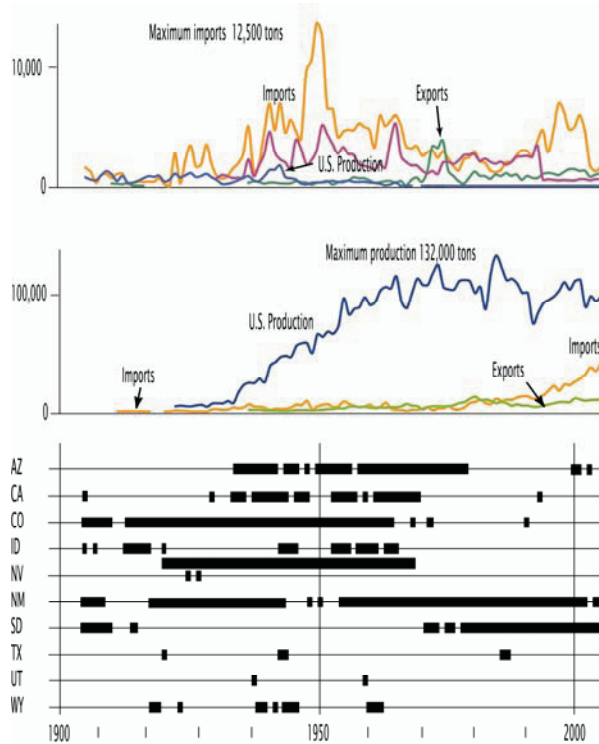 Maximum imports 12,500 tons
10,000
Imports
Exports
U.S. Production
0
Maximum production 132,000 tons
100,000
U.S. Production
Imports
Exports
Imports
0
AZ
CA
CO
ID
NV
NM
SD
TX
UT
WY
1900
1950
2000